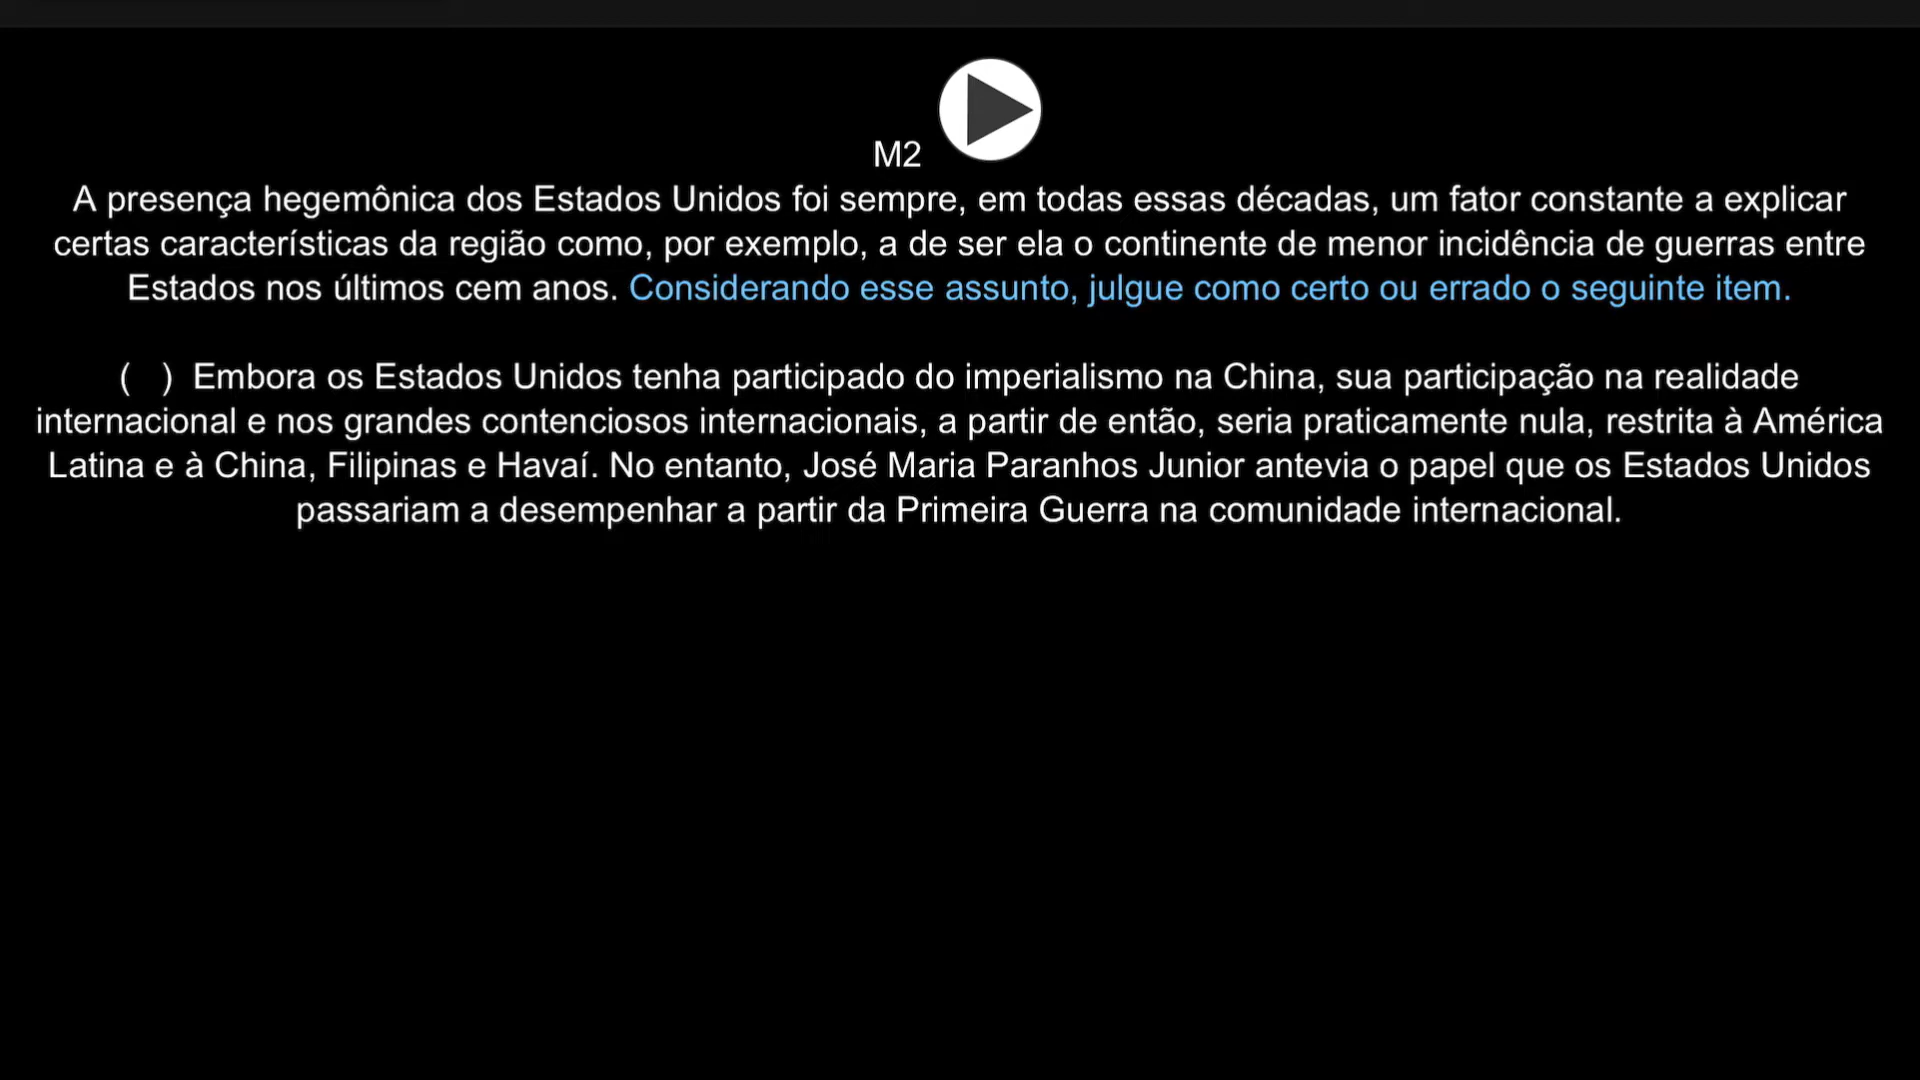 M2
A presença hegemônica dos Estados Unidos foi sempre, em todas essas décadas, um fator constante a explicar
certas características da região como, por exemplo, a de ser ela o continente de menor incidência de guerras entre
Estados nos últimos cem anos. Considerando esse assunto, julgue como certo ou errado o seguinte item.
(   )  Embora os Estados Unidos tenha participado do imperialismo na China, sua participação na realidade
internacional e nos grandes contenciosos internacionais, a partir de então, seria praticamente nula, restrita à América
Latina e à China, Filipinas e Havaí. No entanto, José Maria Paranhos Junior antevia o papel que os Estados Unidos
passariam a desempenhar a partir da Primeira Guerra na comunidade internacional.